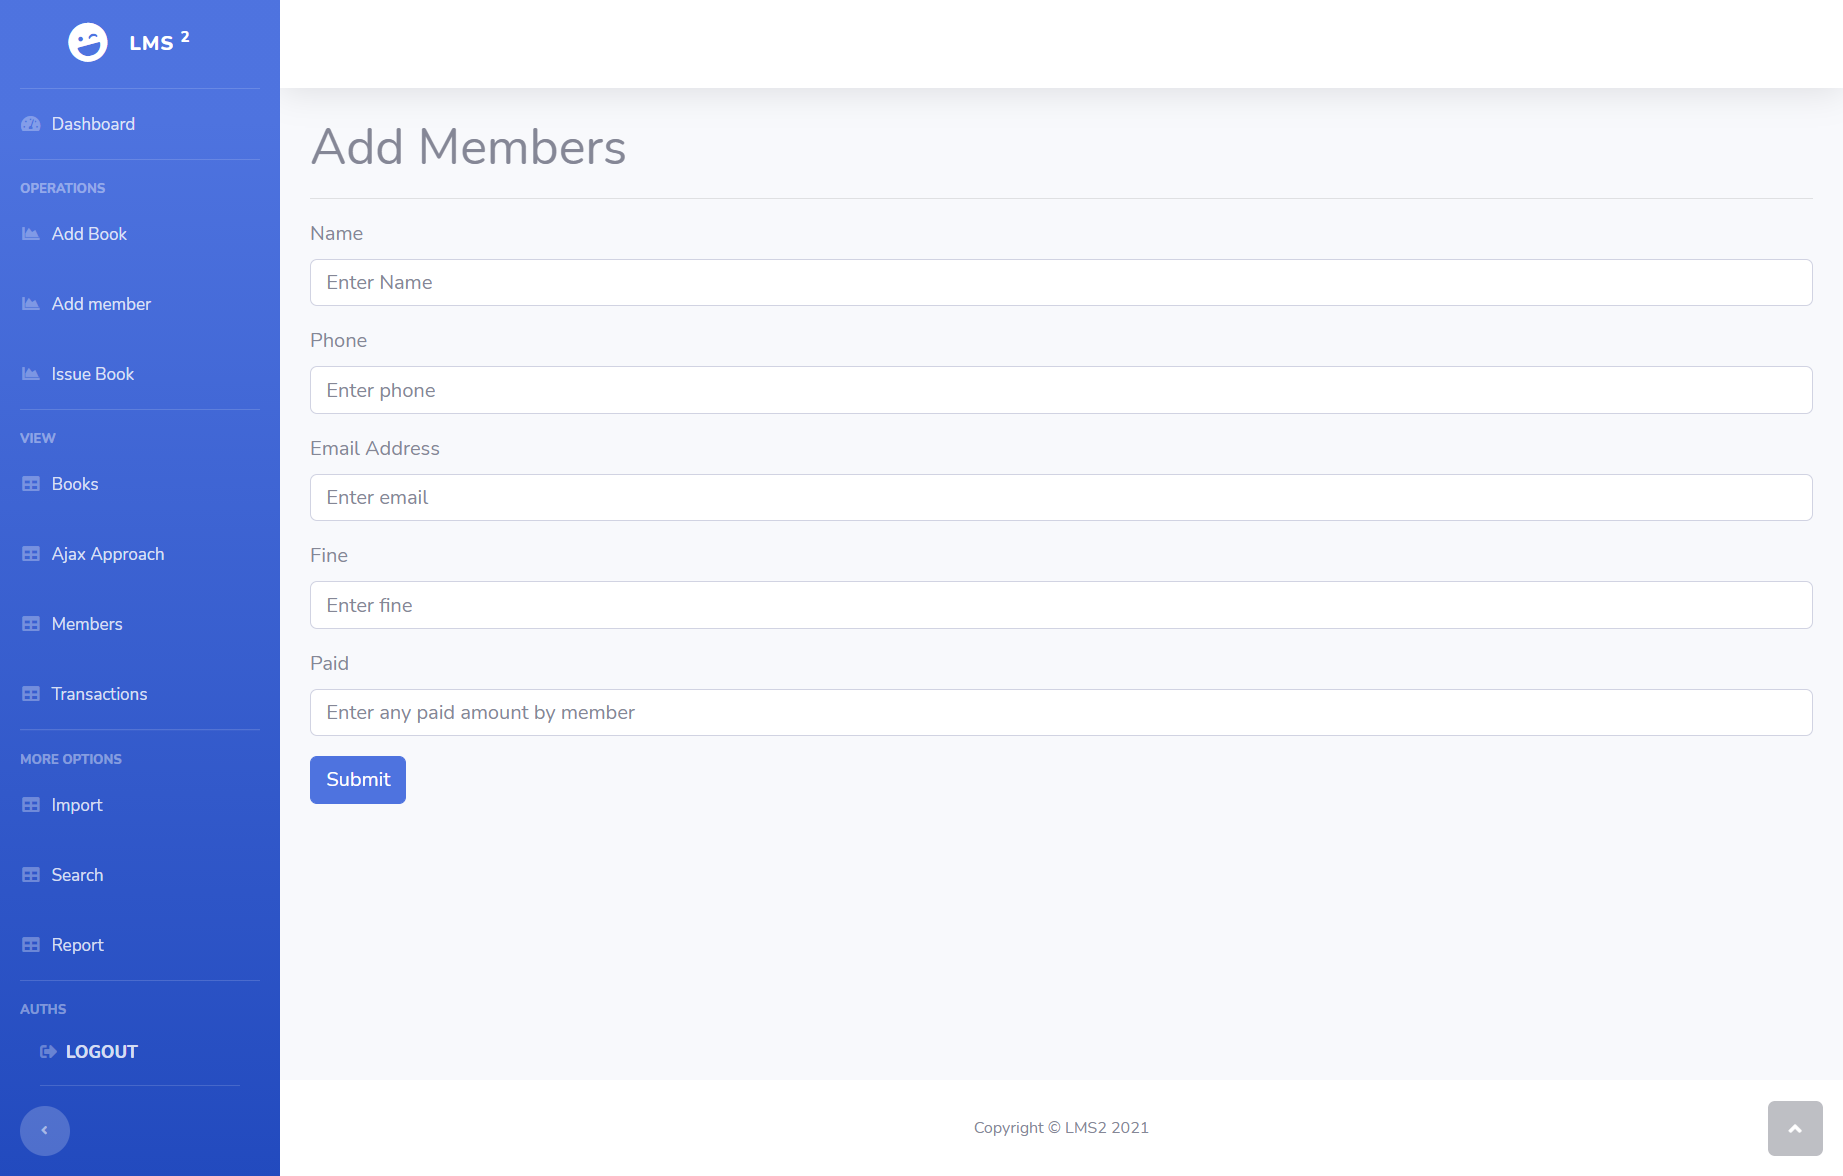 LMS 2
Dashboard
OPERATIONS
Add Book
Add member
Issue Book
VIEW
Books
Ajax Approach
Members
Transactions
MORE OPTIONS
Import
Search
Report
AUTHS
LOGOUT
Add Members
Name
Enter Name
Phone
Enter phone
Email Address
Enter email
Fine
Enter fine
Paid
Enter any paid amount by member
Submit
Copyright © LMS2 2021